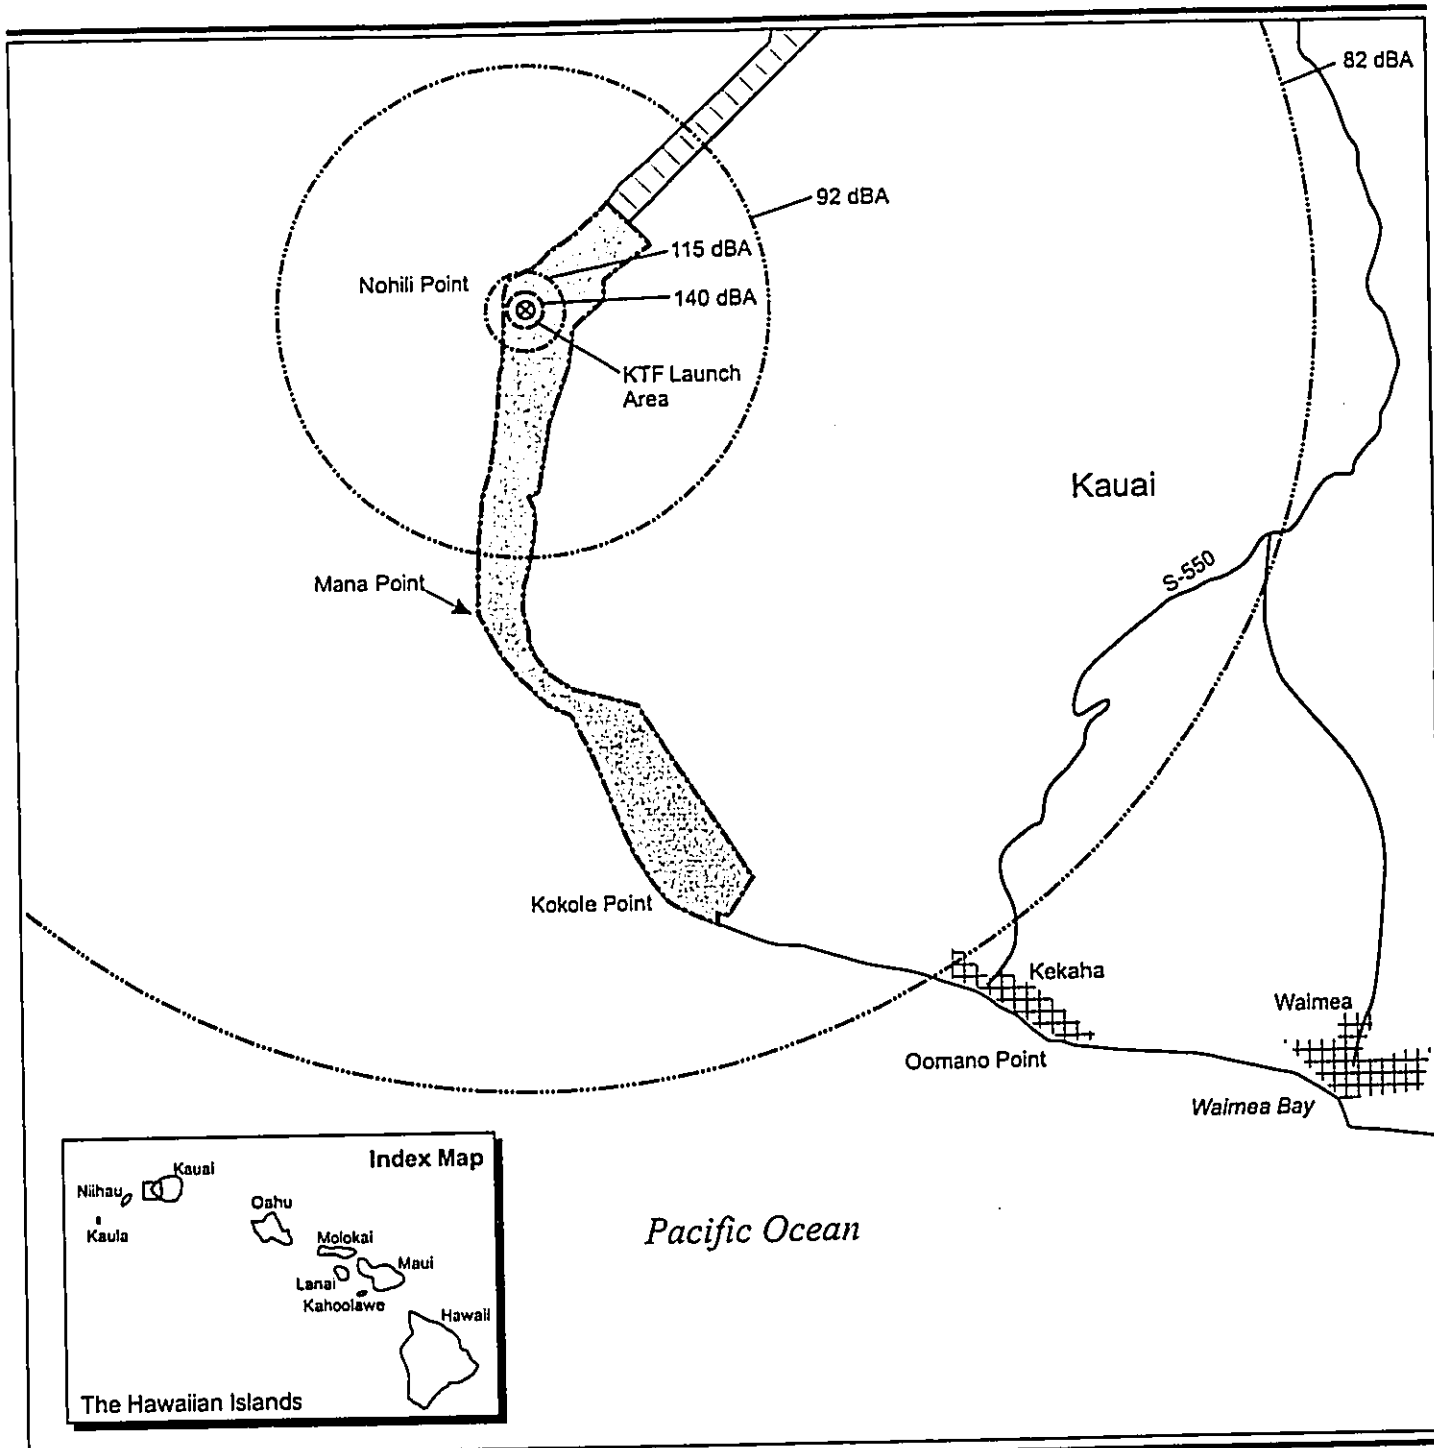 82 dBA
92 dBA
115 dBA
Nohili Point
140 dBA
KTF Launch
Area
Kauai
S-550
Mana Point
Kokole Point
Kekaha
Waimea
Oomano Point
Waimea Bay
Index Map
Kauai
Niihau
Kaula
Oahu
Molokai
Maui
Lanai
Kahoolawe
Hawaii
The Hawaiian Islands
Pacific Ocean